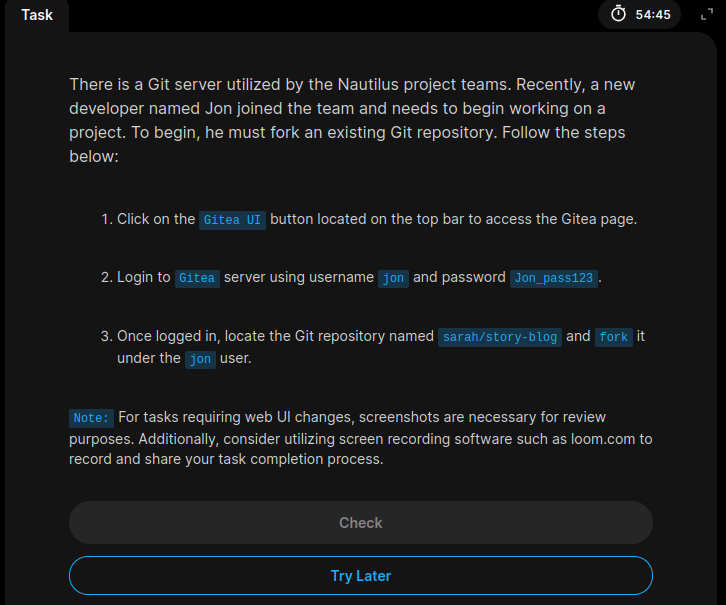 Task
54:45
There is a Git server utilized by the Nautilus project teams. Recently, a new
developer named Jon joined the team and needs to begin working on a
project. To begin, he must fork an existing Git repository. Follow the steps
below:
1. Click on the Gitea UI button located on the top bar to access the Gitea page.
2. Login to Gitea server using username jon and password Jon_pass123.
3. Once logged in, locate the Git repository named sarah/story-blog and fork it
under the jon user.
Note: For tasks requiring web UI changes, screenshots are necessary for review
purposes. Additionally, consider utilizing screen recording software such as loom.com to
record and share your task completion process.
Check
Try Later